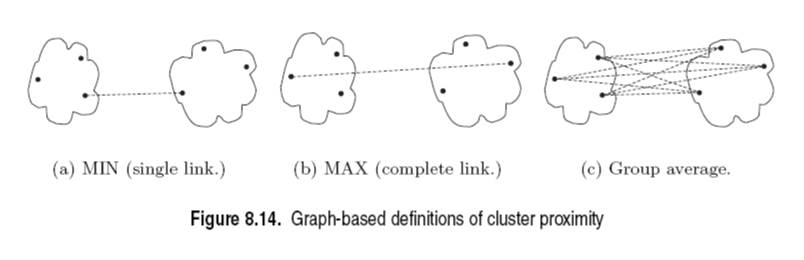 (a) MIN (single link.) (b) MAX (complete link.) (c) Group average.
Figure 8.14. Graph-based definitions of cluster proximity